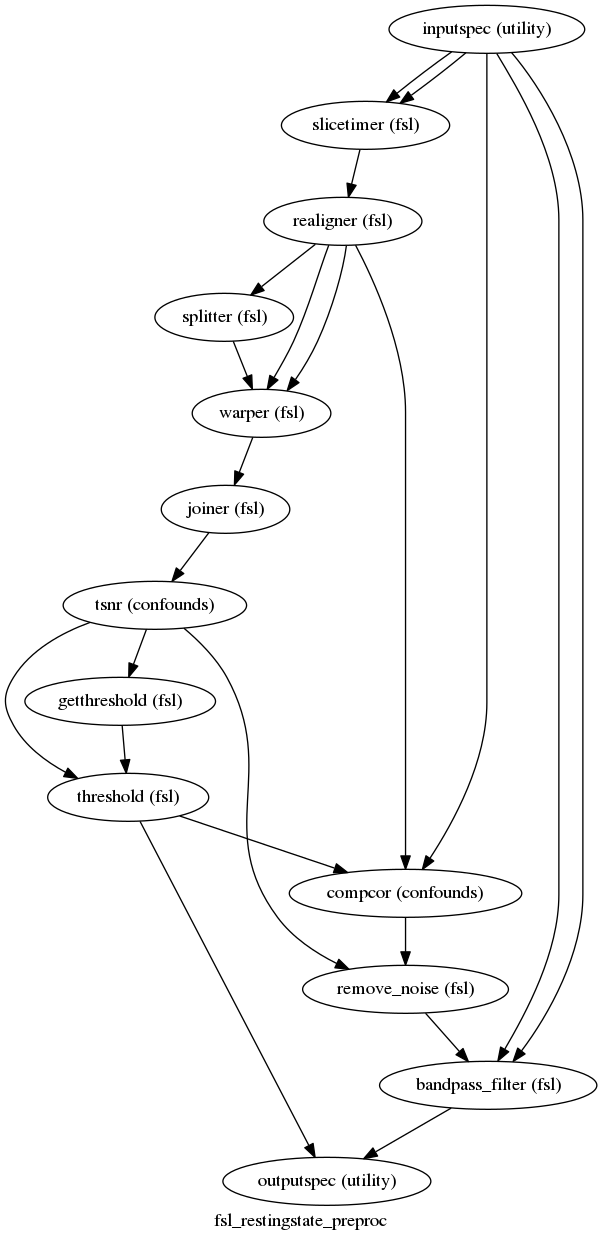 inputspec (utility)
slicetimer (fsl)
realigner (fsl)
splitter (fsl)
warper (fsl)
joiner (fsl)
tsnr (confounds)
getthreshold (fsl)
threshold (fsl)
compcor (confounds)
remove_noise (fsl)
bandpass_filter (fsl)
outputspec (utility)
fsl_restingstate_preproc